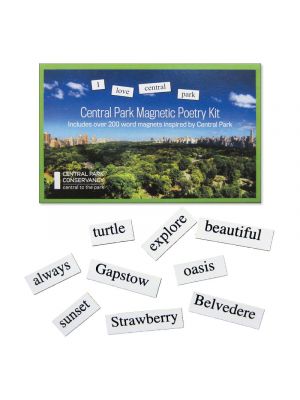 I love central park
Central Park Magnetic Poetry Kit
Includes over 200 word magnets inspired by Central Park
CENTRAL PARK
CONSERVANCY
central to the park
turtle
explore
beautiful
always
Gapstow
oasis
sunset
Strawberry
Belvedere